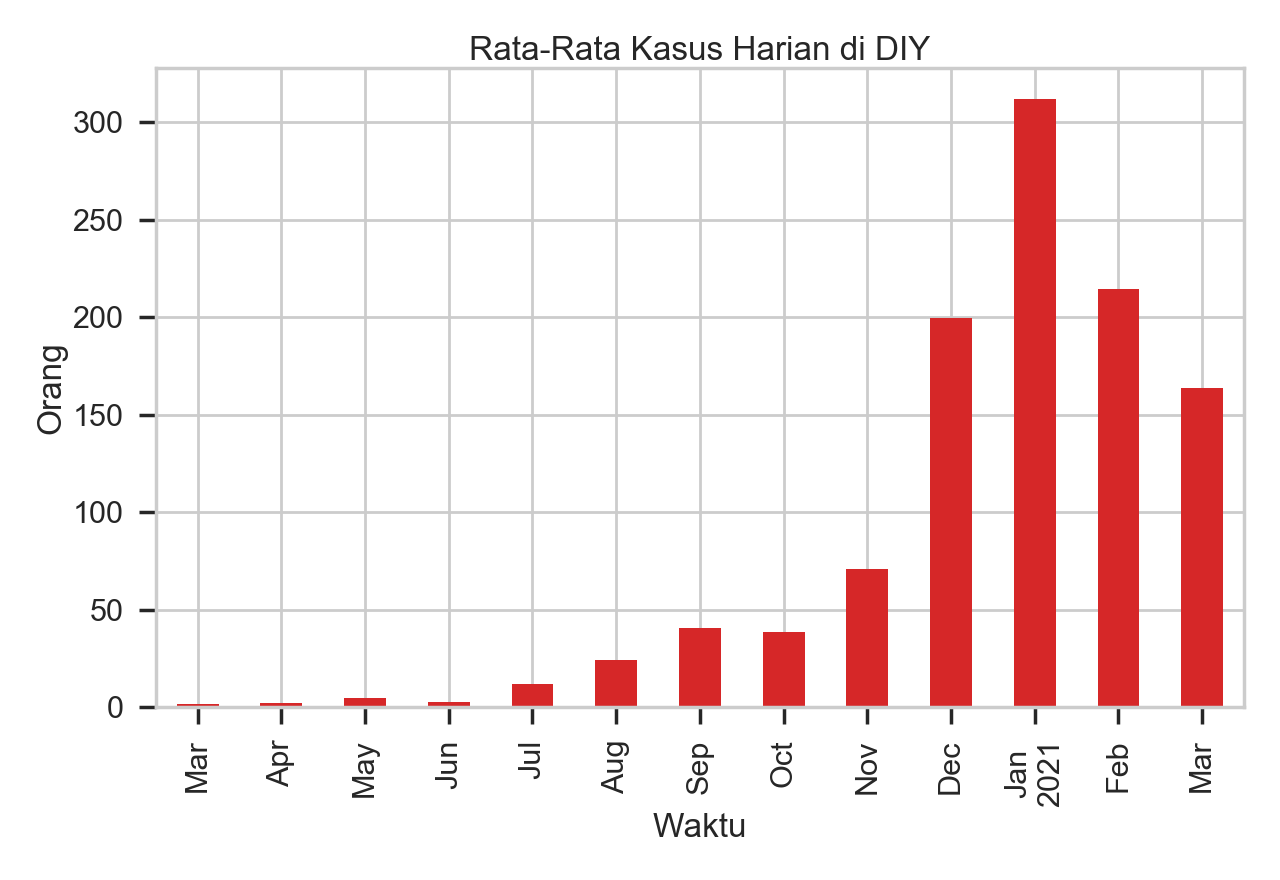 Rata-Rata Kasus Harian di DIY
300
250
200
150
100
50
0
Orang
Mar
Apr
May
Jun
Jul
Aug
Sep
Oct
Nov
Dec
Jan
2021
Feb
Mar
Waktu